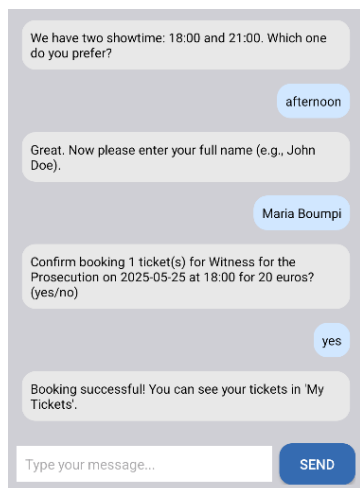 We have two showtime: 18:00 and 21:00. Which one
do you prefer?
afternoon
Great. Now please enter your full name (e.g., John
Doe).
Maria Boumpi
Confirm booking 1 ticket(s) for Witness for the
Prosecution on 2025-05-25 at 18:00 for 20 euros?
(yes/no)
yes
Booking successful! You can see your tickets in 'My
Tickets'.
Type your message...
SEND